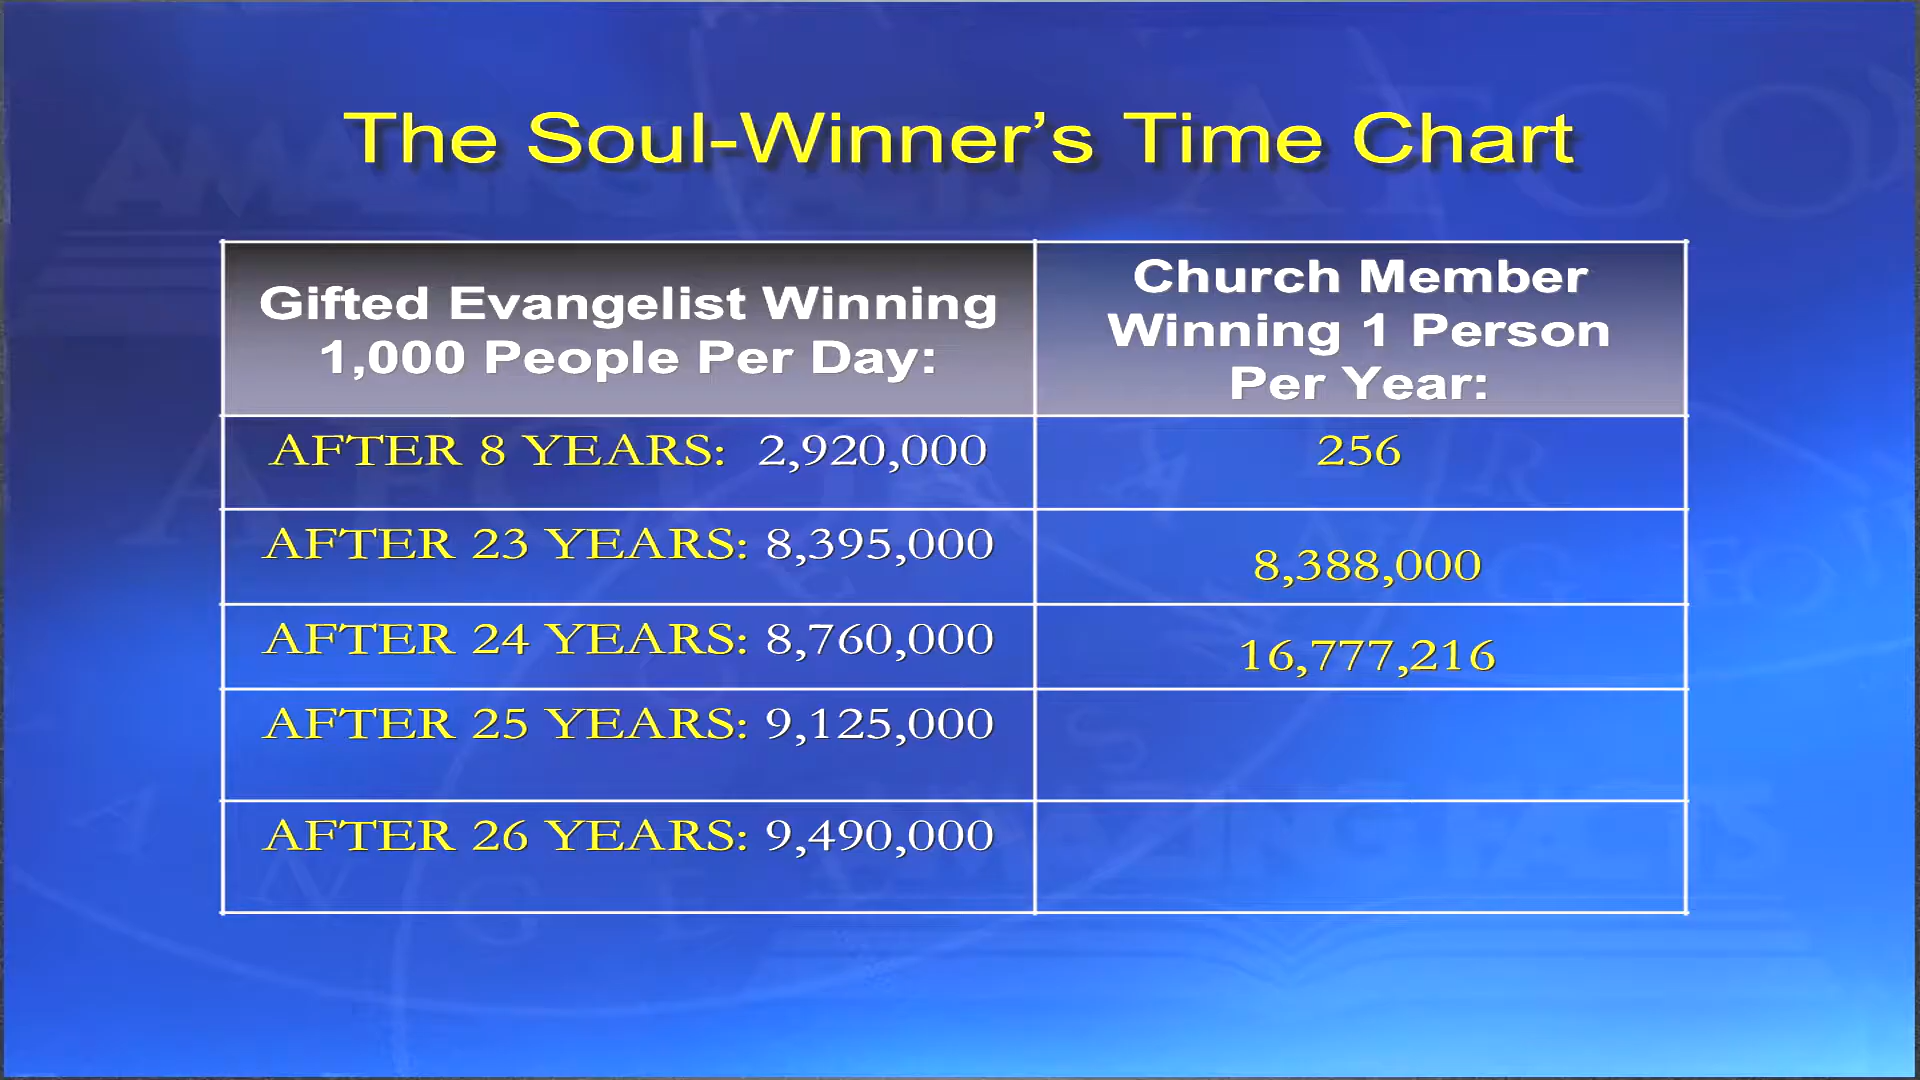 The Soul-Winner’s Time Chart
Gifted Evangelist Winning
1,000 People Per Day:
Church Member
Winning 1 Person
Per Year:
AFTER 8 YEARS: 2,920,000
256
AFTER 23 YEARS: 8,395,000
8,388,000
AFTER 24 YEARS: 8,760,000
16,777,216
AFTER 25 YEARS: 9,125,000
AFTER 26 YEARS: 9,490,000
AMAZING FACTS